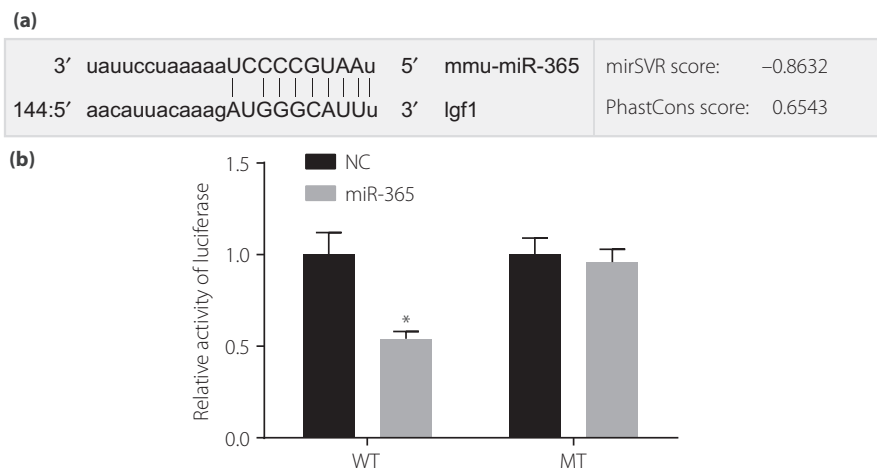 (a)
3′ uauuccuaaaaaUCCCCGUAAu 5′ mmu-miR-365 mirSVR score: –0.8632
144:5′ aacauuacaaagAUGGGCAUUu 3′ Igf1 PhastCons score: 0.6543
(b)
1.5
NC
miR-365
1.0
*
0.5
0.0
Relative activity of luciferase
WT MT